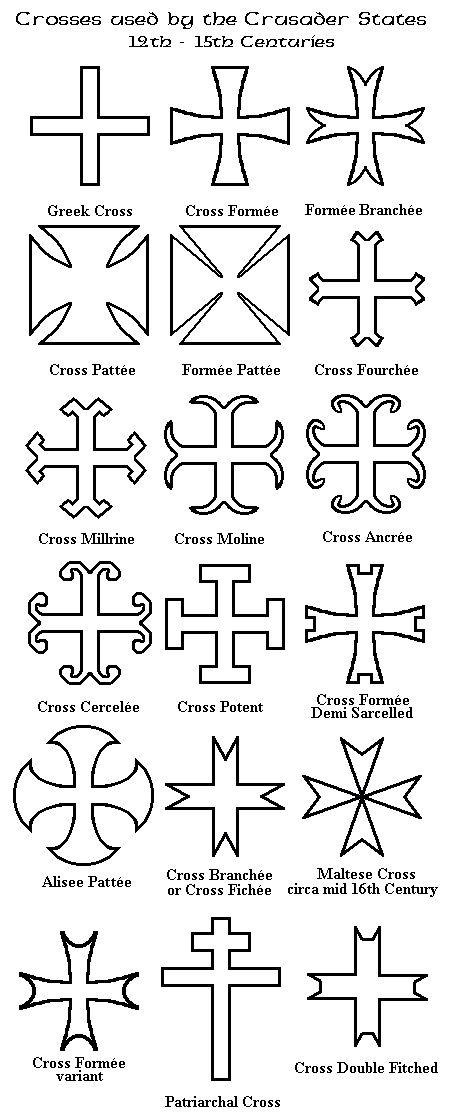 Crosses used by the Crusader States
12th - 15th Centuries
Greek Cross
Cross Formée
Formée Branchée
Cross Pattée
Formée Pattée
Cross Fourchée
Cross Millrine
Cross Moline
Cross Ancrée
Cross Cercelée
Cross Potent
Cross Formée
Demi Sarcelled
Alisee Pattée
Cross Branchée
or Cross Fichée
Maltese Cross
circa mid 16th Century
Cross Formée
variant
Patriarchal Cross
Cross Double Fitched